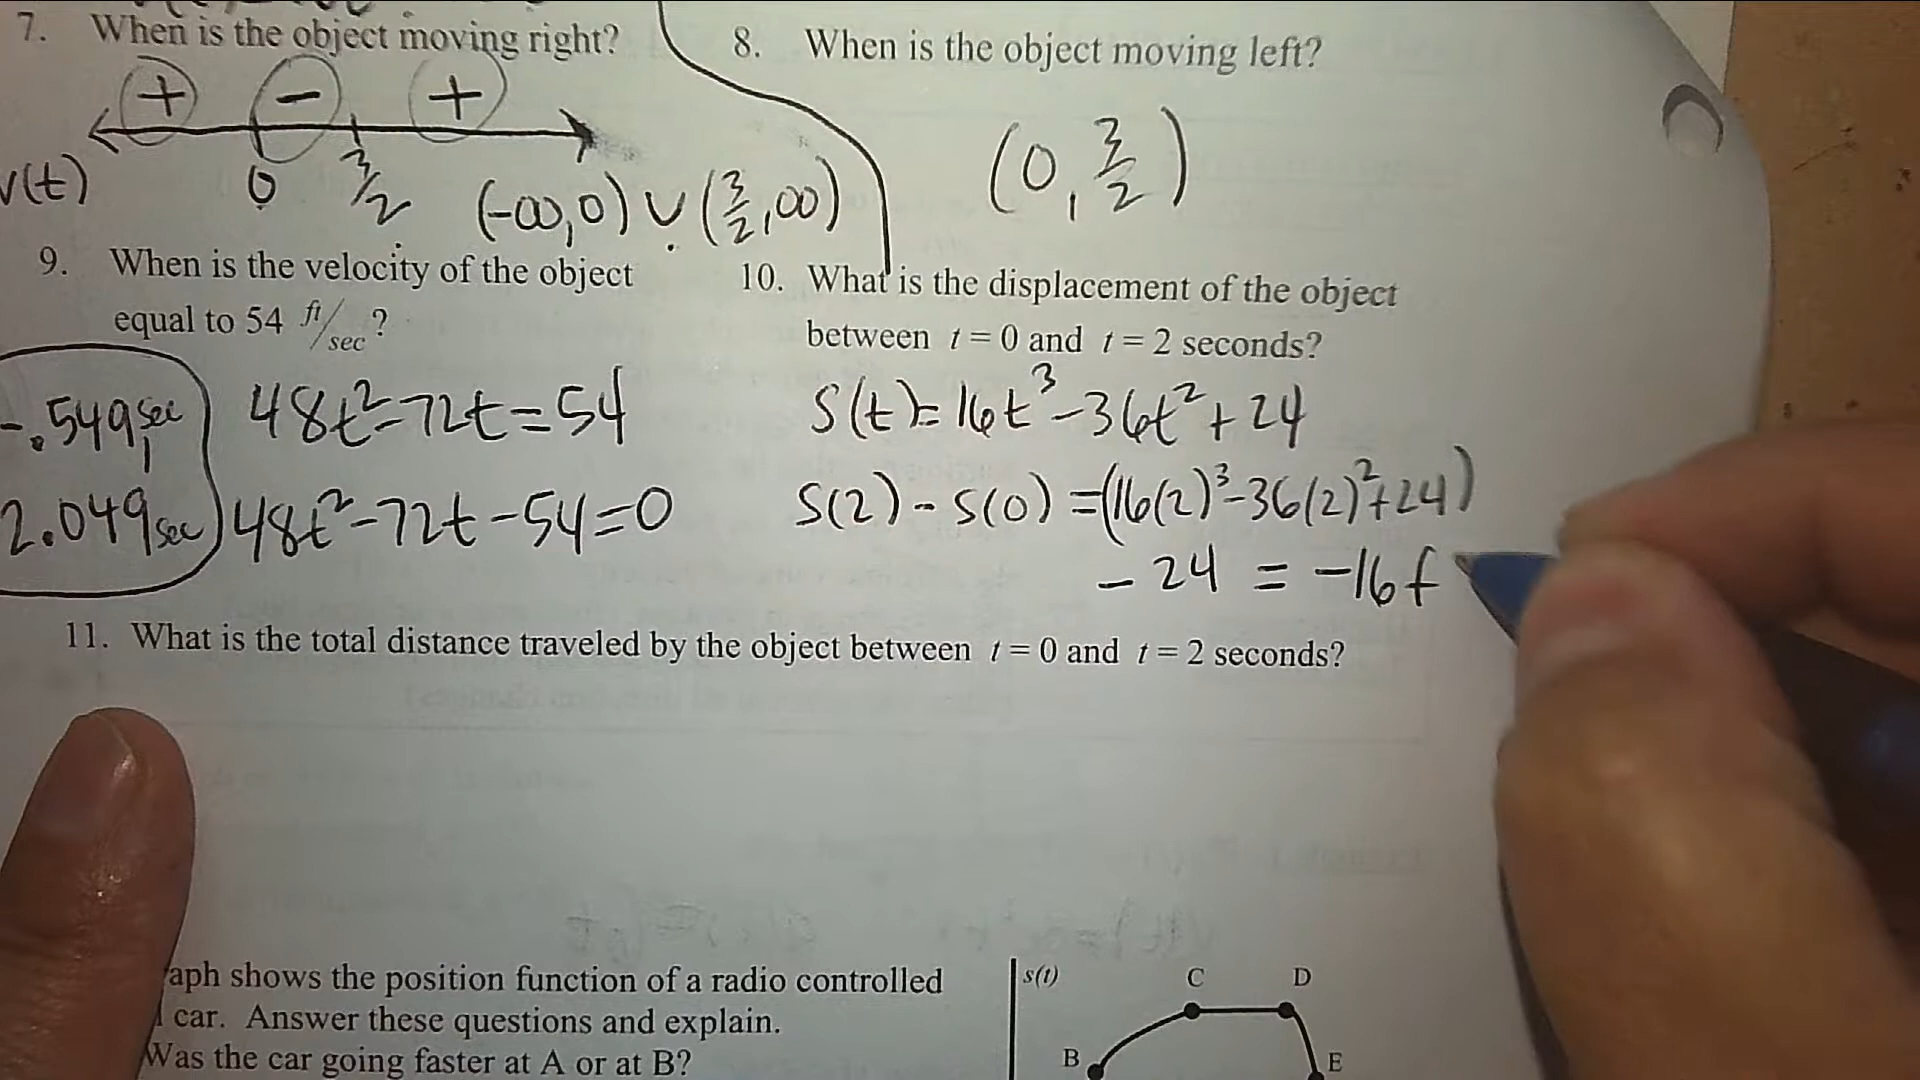 7. When is the object moving right?
+ − +
v(t) 0 3/2 (-∞,0) ∪ (3/2,∞)
8. When is the object moving left?
(0, 3/2)
9. When is the velocity of the object
equal to 54 ft/sec?
48t²-72t=54
48t²-72t-54=0
-.549sec,
2.049sec
10. What is the displacement of the object
between t = 0 and t = 2 seconds?
S(t)=16t³-36t²+24
S(2)-S(0)=(16(2)³-36(2)²+24)
-24 = -16f
11. What is the total distance traveled by the object between t = 0 and t = 2 seconds?
aph shows the position function of a radio controlled
car. Answer these questions and explain.
Was the car going faster at A or at B?
s(t) C D
B E